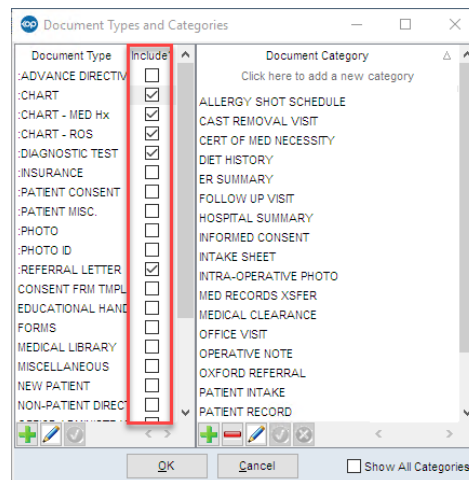 Document Types and Categories
Document Type Include
:ADVANCE DIRECTIV
:CHART
:CHART - MED Hx
:CHART - ROS
:DIAGNOSTIC TEST
:INSURANCE
:PATIENT CONSENT
:PATIENT MISC.
:PHOTO
:PHOTO ID
:REFERRAL LETTER
CONSENT FRM TMPL
EDUCATIONAL HAND
FORMS
MEDICAL LIBRARY
MISCELLANEOUS
NEW PATIENT
NON-PATIENT DIRECT
Document Category
Click here to add a new category
ALLERGY SHOT SCHEDULE
CAST REMOVAL VISIT
CERT OF MED NECESSITY
DIET HISTORY
ER SUMMARY
FOLLOW UP VISIT
HOSPITAL SUMMARY
INFORMED CONSENT
INTAKE SHEET
INTRA-OPERATIVE PHOTO
MED RECORDS XSFER
MEDICAL CLEARANCE
OFFICE VISIT
OPERATIVE NOTE
OXFORD REFERRAL
PATIENT INTAKE
PATIENT RECORD
OK Cancel Show All Categories